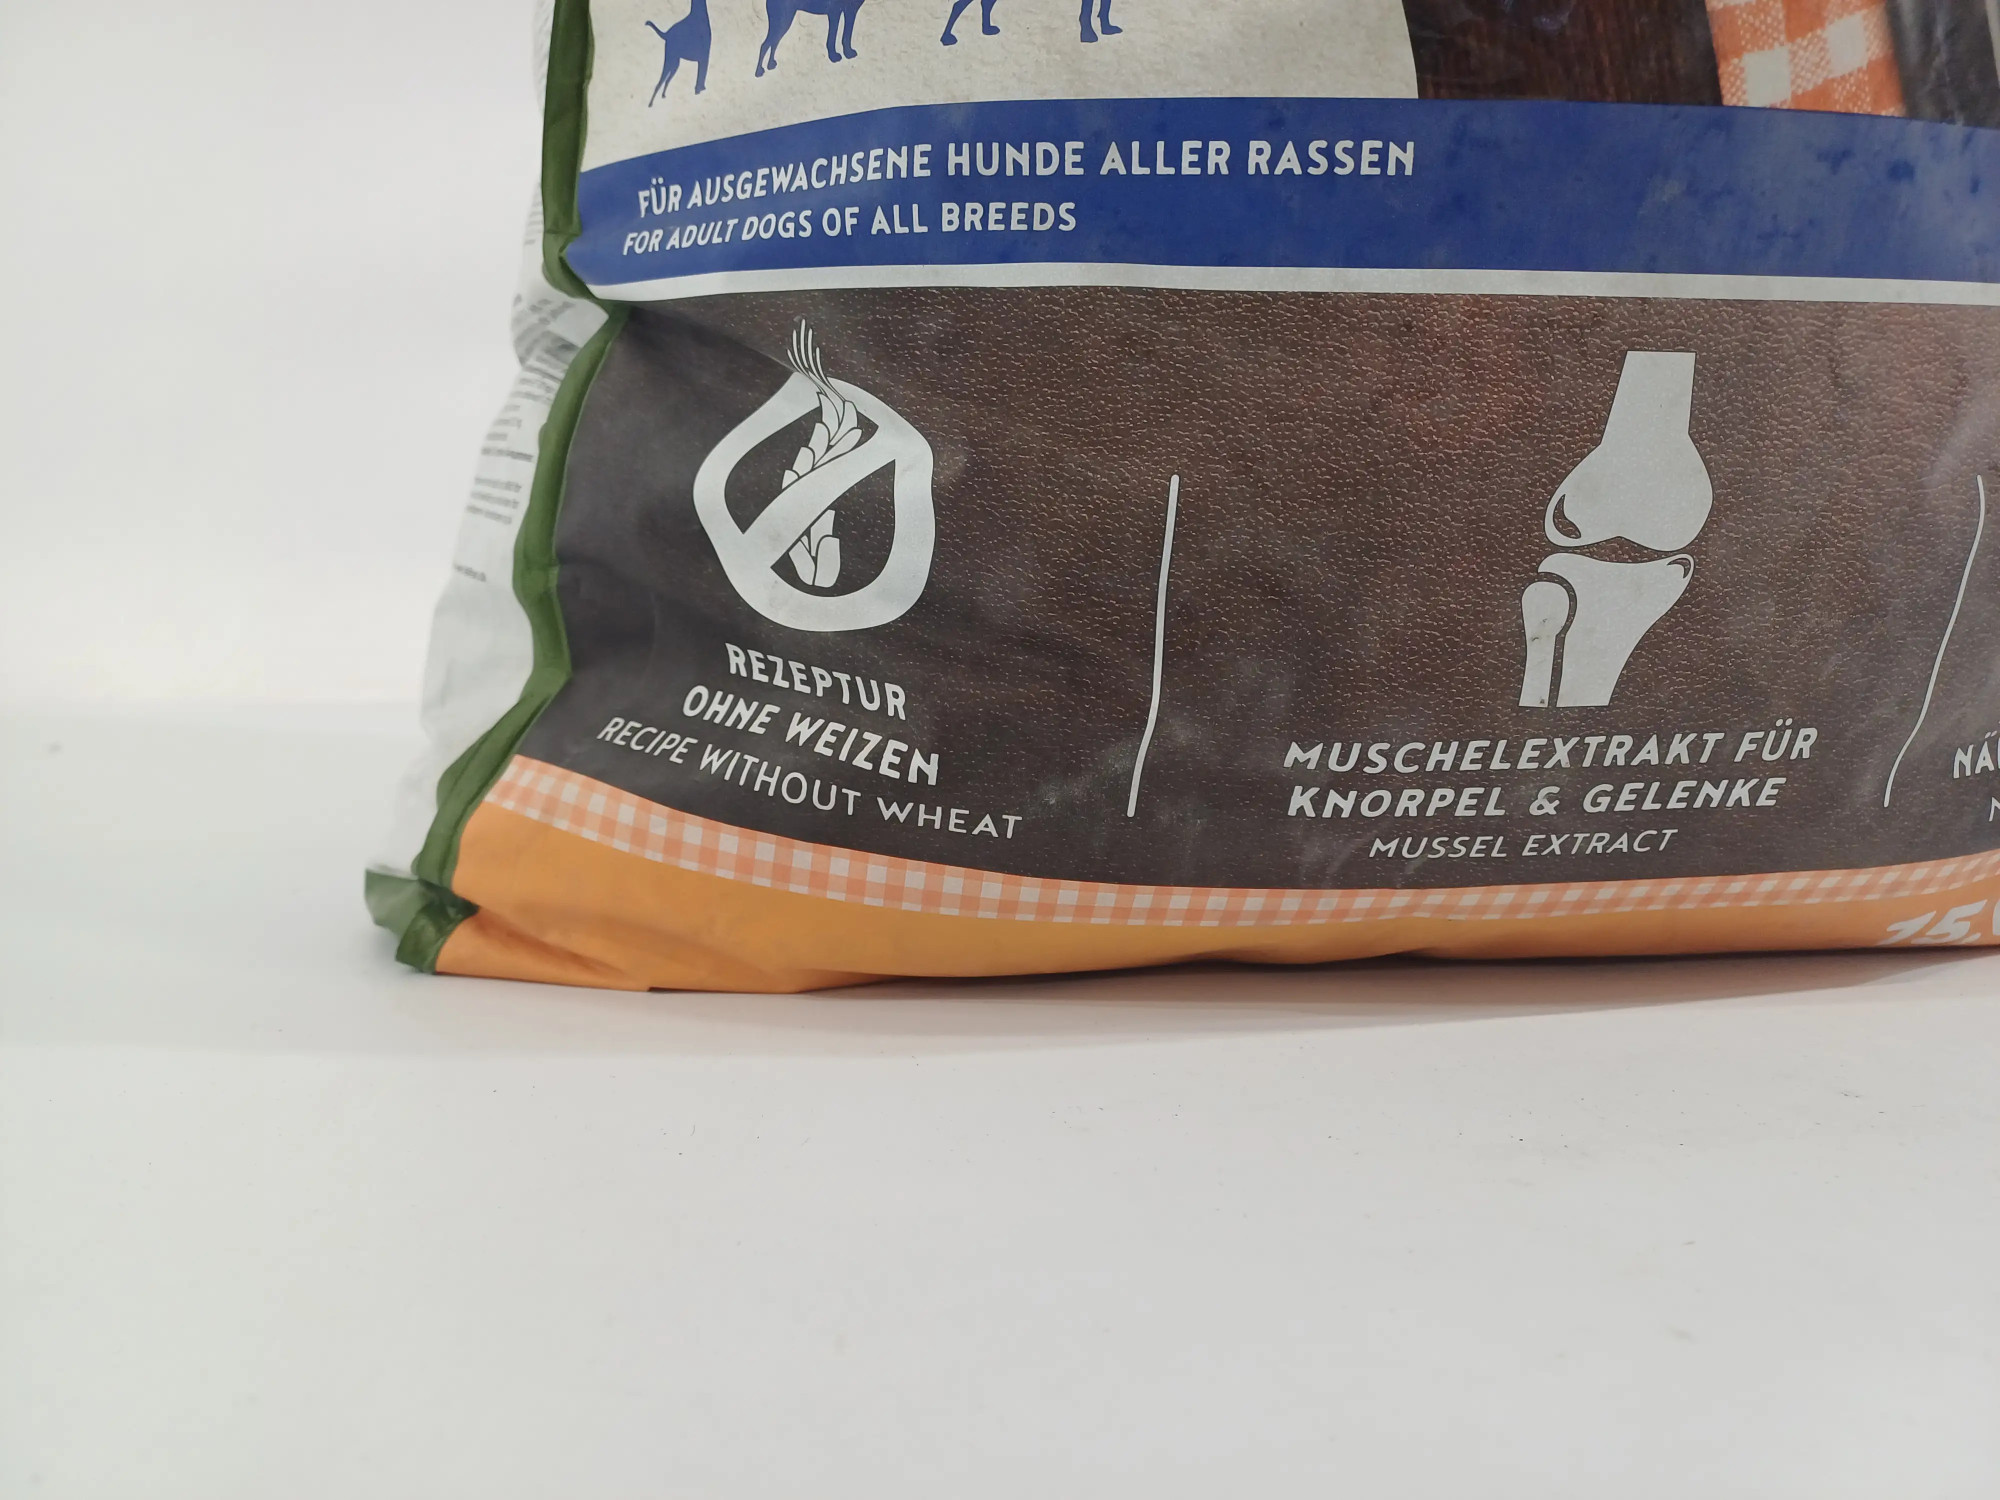 FÜR AUSGEWACHSENE HUNDE ALLER RASSEN
FOR ADULT DOGS OF ALL BREEDS
REZEPTUR
OHNE WEIZEN
RECIPE WITHOUT WHEAT
MUSCHELEXTRAKT FÜR
KNORPEL & GELENKE
MUSSEL EXTRACT